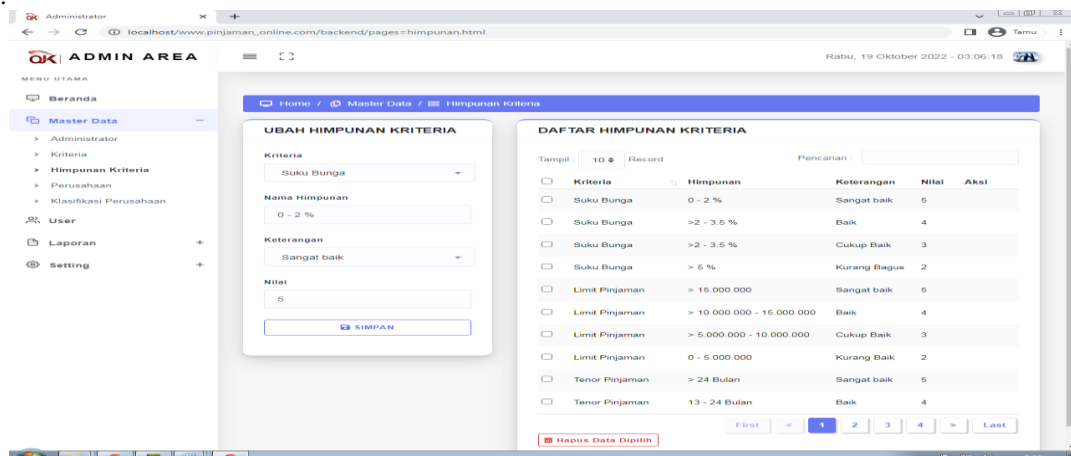 Administrator
localhost/www.pinjaman_online.com/backend/pages=himpunan.html
Tamu
OK ADMIN AREA
Rabu, 19 Oktober 2022 - 03:06:18
MENU UTAMA
Beranda
Master Data
Administrator
Kriteria
Himpunan Kriteria
Perusahaan
Klasifikasi Perusahaan
User
Laporan
Setting
Home / Master Data / Himpunan Kriteria
UBAH HIMPUNAN KRITERIA
Kriteria
Suku Bunga
Nama Himpunan
0 - 2 %
Keterangan
Sangat baik
Nilai
5
SIMPAN
DAFTAR HIMPUNAN KRITERIA
Tampil : 10 Record Pencarian :
Kriteria Himpunan Keterangan Nilai Aksi
Suku Bunga 0 - 2 % Sangat baik 5
Suku Bunga >2 - 3.5 % Baik 4
Suku Bunga >2 - 3.5 % Cukup Baik 3
Suku Bunga > 5 % Kurang Bagus 2
Limit Pinjaman > 15.000.000 Sangat baik 5
Limit Pinjaman > 10.000.000 - 15.000.000 Baik 4
Limit Pinjaman > 5.000.000 - 10.000.000 Cukup Baik 3
Limit Pinjaman 0 - 5.000.000 Kurang Baik 2
Tenor Pinjaman > 24 Bulan Sangat baik 5
Tenor Pinjaman 13 - 24 Bulan Baik 4
First < 1 2 3 4 > Last
Hapus Data Dipilih